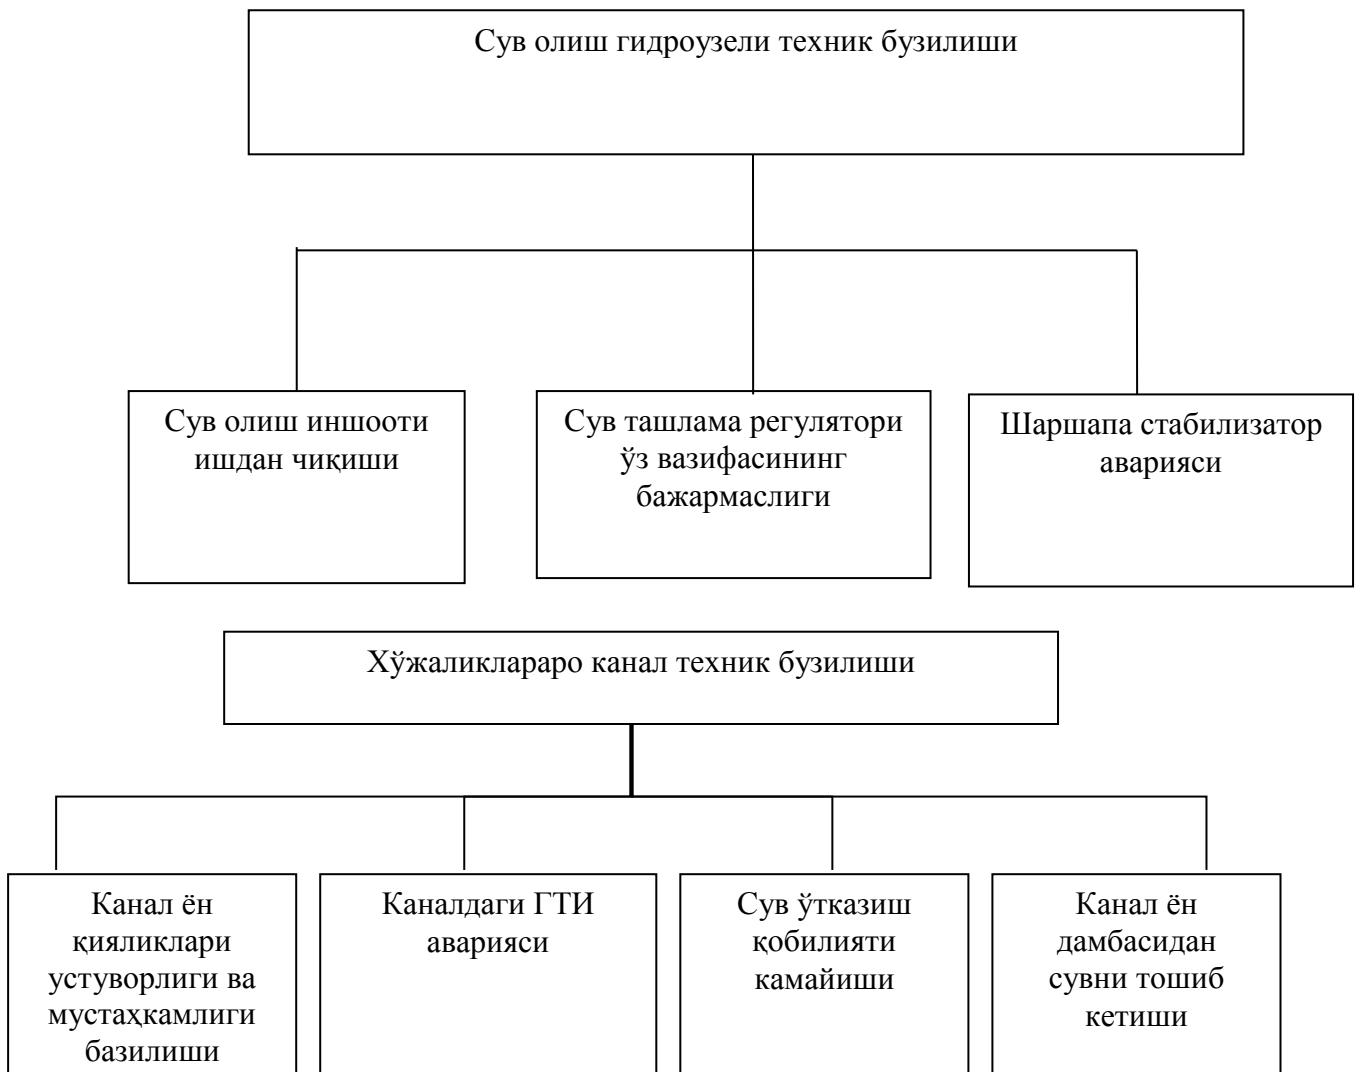 Сув олиш гидроузели техник бузилиши
Сув олиш иншооти
ишдан чиқиши
Сув ташлама регулятори
ўз вазифасининг
бажармаслиги
Шаршапа стабилизатор
аварияси
Хўжаликлараро канал техник бузилиши
Канал ён
қияликлари
устуворлиги ва
мустаҳкамлиги
базилиши
Каналдаги ГТИ
аварияси
Сув ўтказиш
қобилияти
камайиши
Канал ён
дамбасидан
сувни тошиб
кетиши